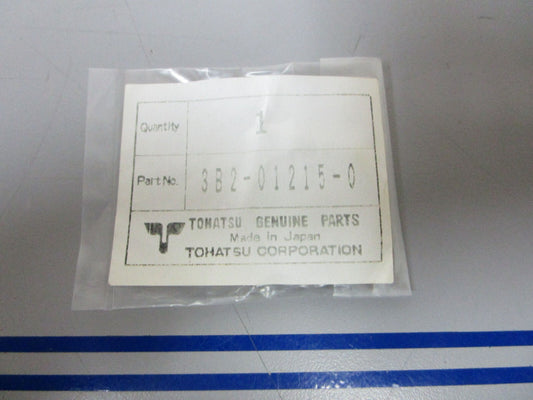 Quantity 1
Part No. 3B2-01215-0
TOHATSU GENUINE PARTS
Made in Japan
TOHATSU CORPORATION